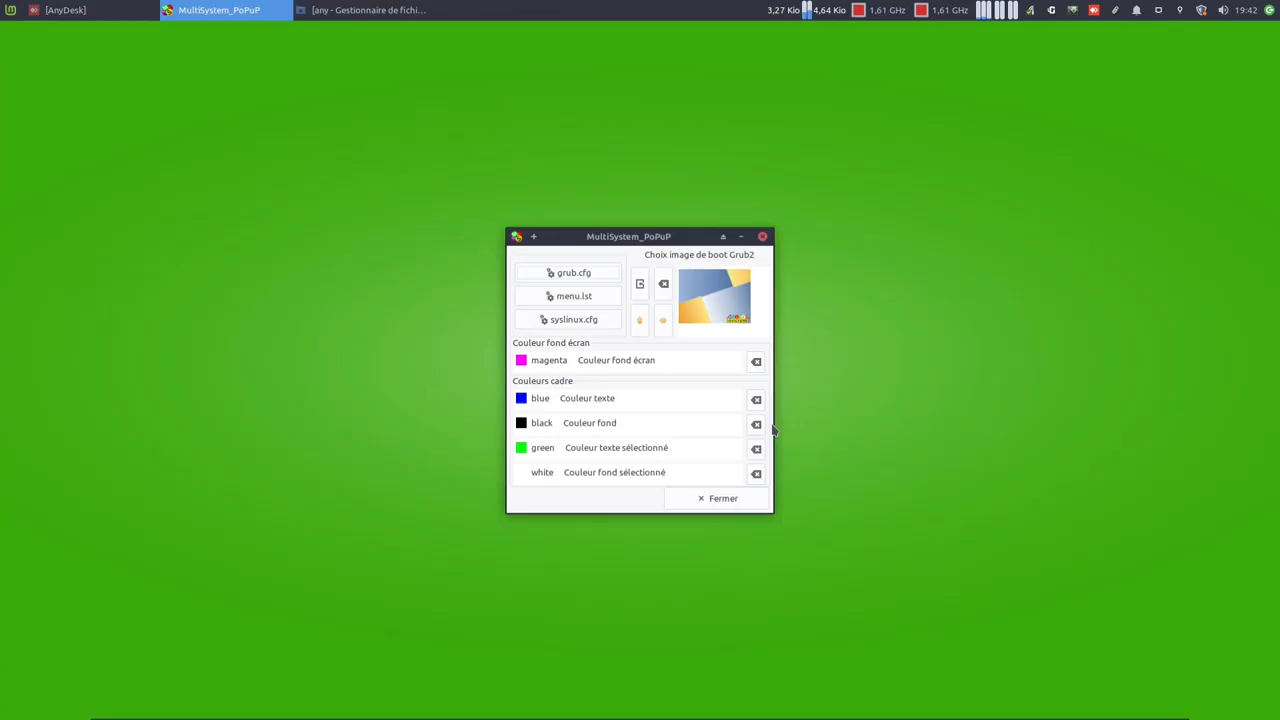 [AnyDesk]
MultiSystem_PoPuP
[any - Gestionnaire de fichi...
3,27 Kio
4,64 Kio
1,61 GHz
1,61 GHz
19:42
MultiSystem_PoPuP
Choix image de boot Grub2
grub.cfg
menu.lst
syslinux.cfg
Couleur fond écran
magenta Couleur fond écran
Couleurs cadre
blue Couleur texte
black Couleur fond
green Couleur texte sélectionné
white Couleur fond sélectionné
Fermer